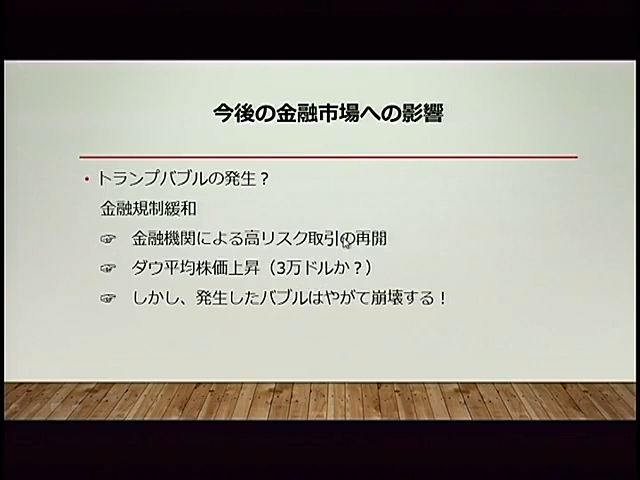 今後の金融市場への影響
・トランプバブルの発生？
金融規制緩和
☞ 金融機関による高リスク取引の再開
☞ ダウ平均株価上昇（3万ドルか？）
☞ しかし、発生したバブルはやがて崩壊する！